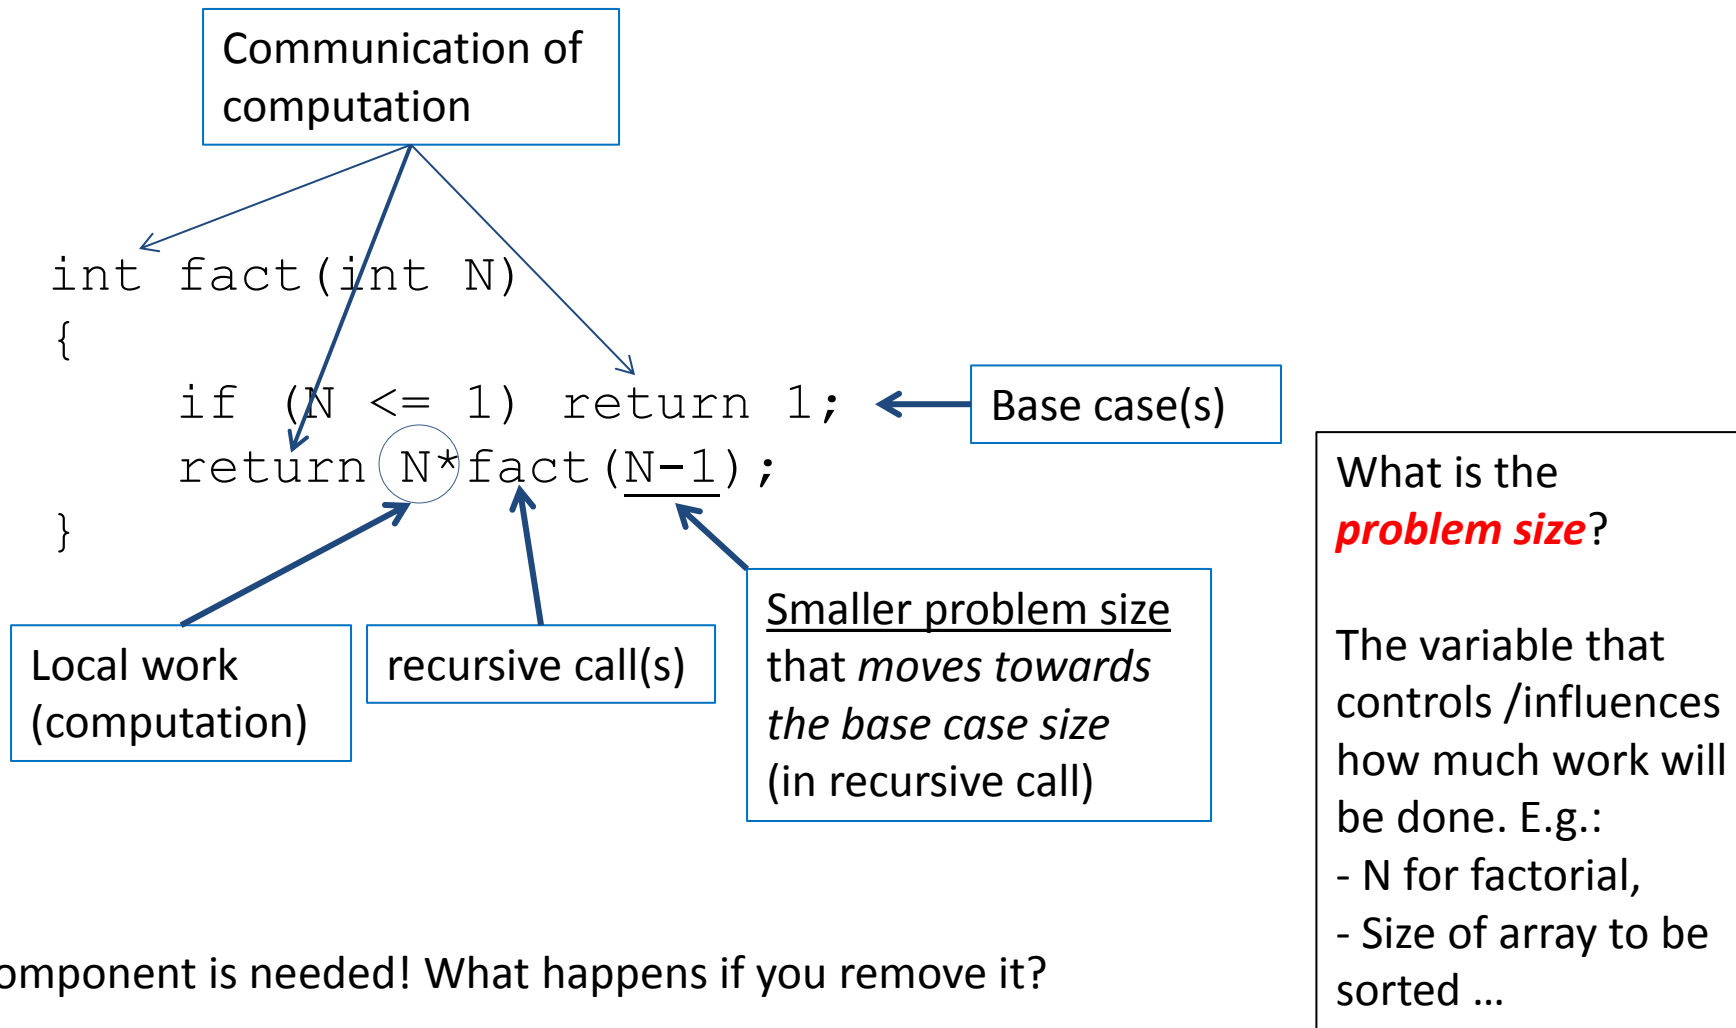 Communication of
computation
int fact(int N)
{
if (N <= 1) return 1;
Base case(s)
return N*fact(N-1);
}
Local work
(computation)
recursive call(s)
Smaller problem size
that moves towards
the base case size
(in recursive call)
What is the
problem size?
The variable that
controls /influences
how much work will
be done. E.g.:
- N for factorial,
- Size of array to be
sorted …
omponent is needed! What happens if you remove it?